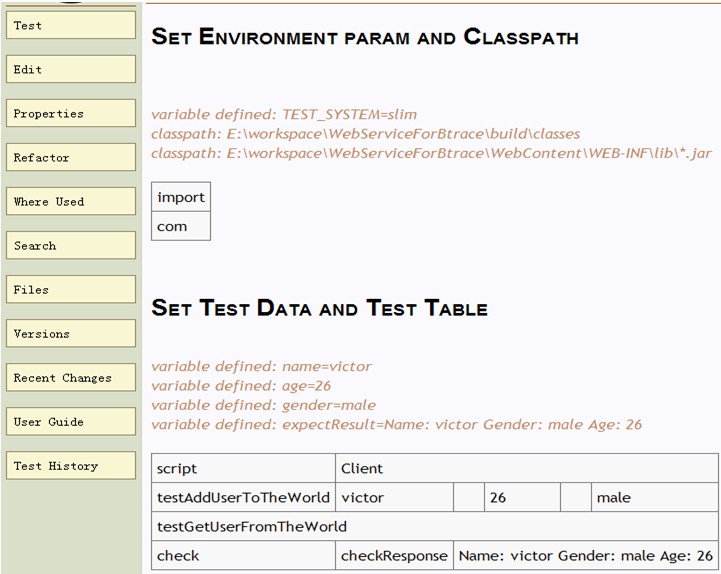 Test
Edit
Properties
Refactor
Where Used
Search
Files
Versions
Recent Changes
User Guide
Test History
Set Environment param and Classpath
variable defined: TEST_SYSTEM=slim
classpath: E:\workspace\WebServiceForBtrace\build\classes
classpath: E:\workspace\WebServiceForBtrace\WebContent\WEB-INF\lib\*.jar
import
com
Set Test Data and Test Table
variable defined: name=victor
variable defined: age=26
variable defined: gender=male
variable defined: expectResult=Name: victor Gender: male Age: 26
script Client
testAddUserToTheWorld victor 26 male
testGetUserFromTheWorld
check checkResponse Name: victor Gender: male Age: 26